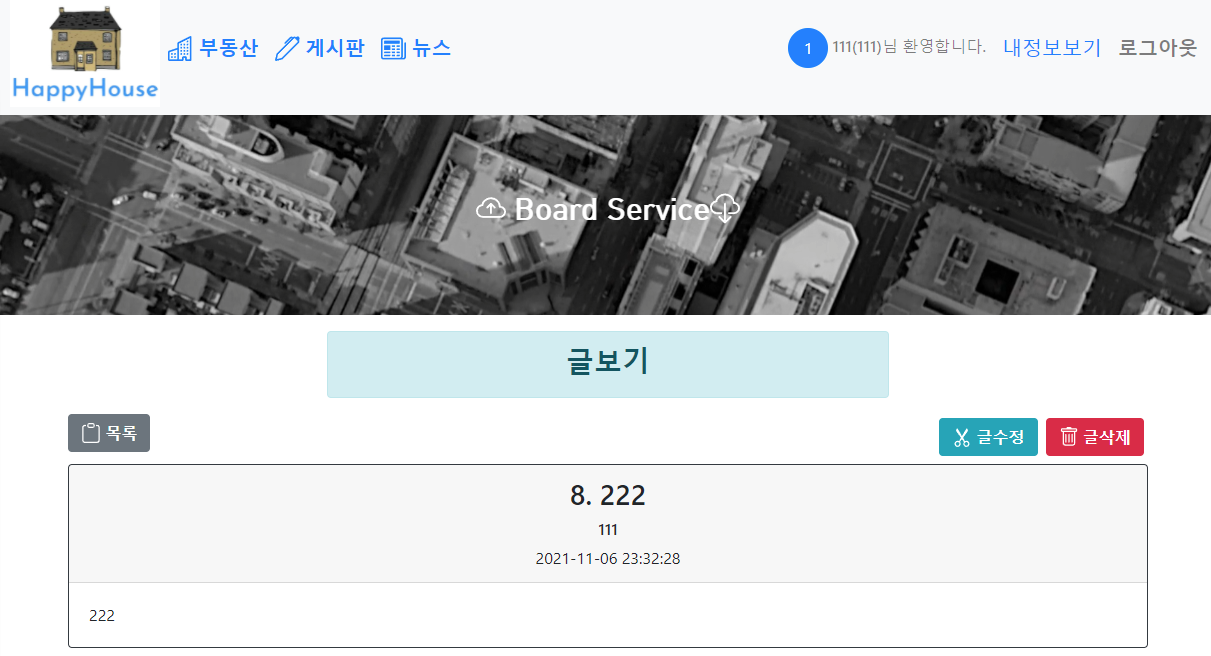 HappyHouse
부동산 게시판 뉴스
1 111(111)님 환영합니다. 내정보보기 로그아웃
Board Service
글보기
목록 글수정 글삭제
8. 222
111
2021-11-06 23:32:28
222